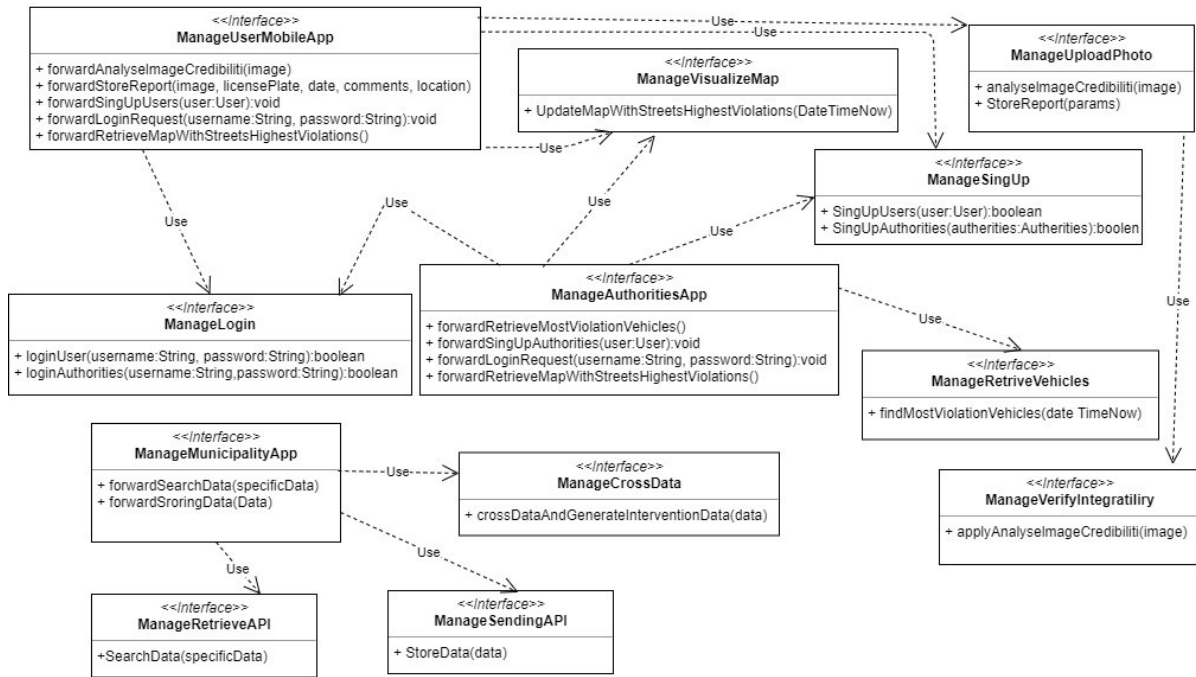 <<Interface>>
ManageUserMobileApp
+ forwardAnalyseImageCredibiliti(image)
+ forwardStoreReport(image, licensePlate, date, comments, location)
+ forwardSingUpUsers(user:User):void
+ forwardLoginRequest(username:String, password:String):void
+ forwardRetrieveMapWithStreetsHighestViolations()
Use
Use
<<Interface>>
ManageUploadPhoto
+ analyseImageCredibiliti(image)
+ StoreReport(params)
<<Interface>>
ManageVisualizeMap
+ UpdateMapWithStreetsHighestViolations(DateTimeNow)
Use
Use
<<Interface>>
ManageSingUp
+ SingUpUsers(user:User):boolean
+ SingUpAuthorities(autherities:Autherities):boolen
Use
Use
Use
<<Interface>>
ManageAuthoritiesApp
+ forwardRetrieveMostViolationVehicles()
+ forwardSingUpAuthorities(user:User):void
+ forwardLoginRequest(username:String, password:String):void
+ forwardRetrieveMapWithStreetsHighestViolations()
<<Interface>>
ManageLogin
+ loginUser(username:String, password:String):boolean
+ loginAuthorities(username:String,password:String):boolean
Use
Use
<<Interface>>
ManageRetriveVehicles
+ findMostViolationVehicles(date TimeNow)
<<Interface>>
ManageMunicipalityApp
+ forwardSearchData(specificData)
+ forwardSroringData(Data)
Use
<<Interface>>
ManageCrossData
+ crossDataAndGenerateInterventionData(data)
<<Interface>>
ManageVerifyIntegratiliry
+ applyAnalyseImageCredibiliti(image)
Use
Use
<<Interface>>
ManageRetrieveAPI
+SearchData(specificData)
<<Interface>>
ManageSendingAPI
+ StoreData(data)